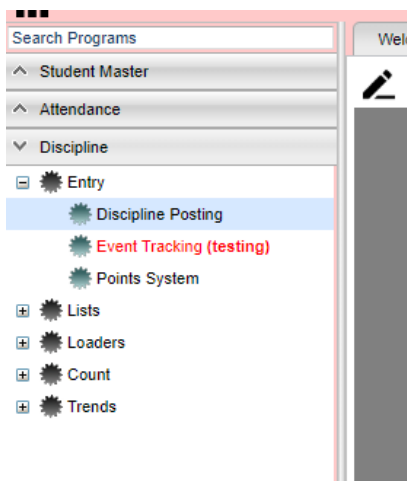 Search Programs
Wel
Student Master
Attendance
Discipline
Entry
Discipline Posting
Event Tracking (testing)
Points System
Lists
Loaders
Count
Trends